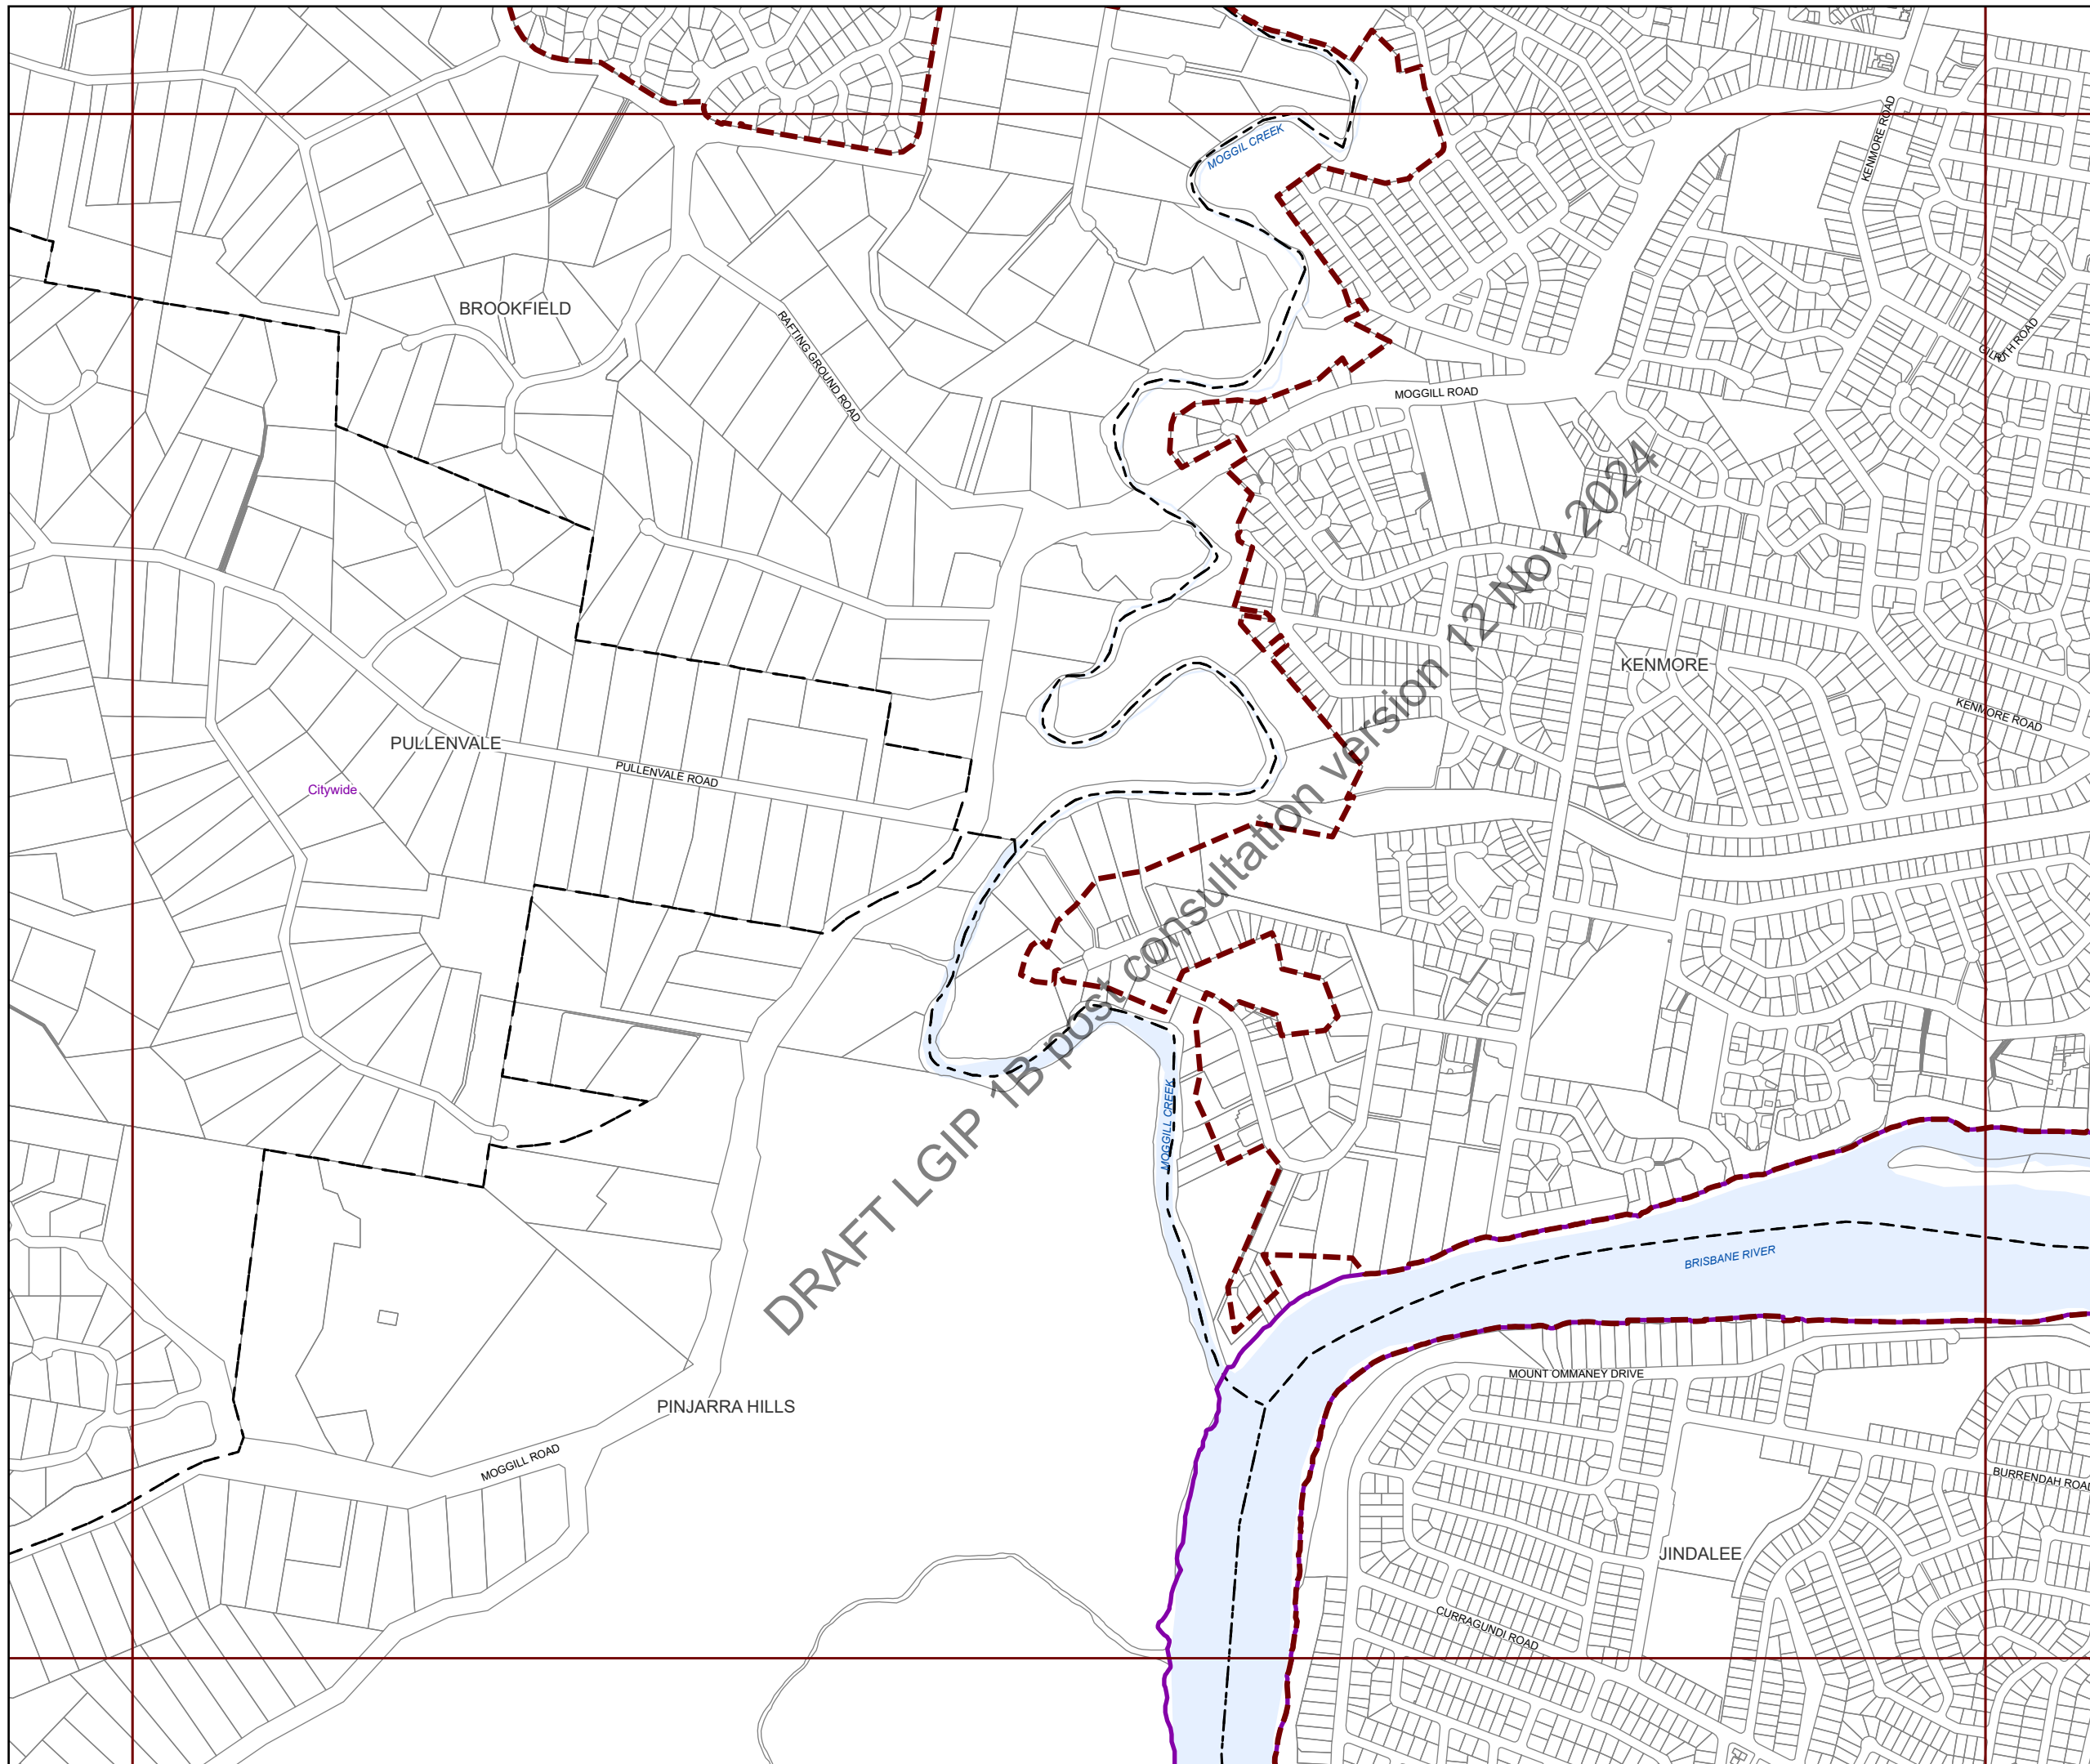 MOGGIL CREEK
KENMORE ROAD
BROOKFIELD
RAFTING GROUND ROAD
MOGGILL ROAD
KENMORE
KENMORE ROAD
PULLENVALE
PULLENVALE ROAD
Citywide
DRAFT LGIP 1B post consultation version 12 Nov 2024
MOGGILL CREEK
BRISBANE RIVER
MOUNT OMMANEY DRIVE
PINJARRA HILLS
MOGGILL ROAD
BURRENDAH ROAD
JINDALEE
CURRAGUNDI ROAD